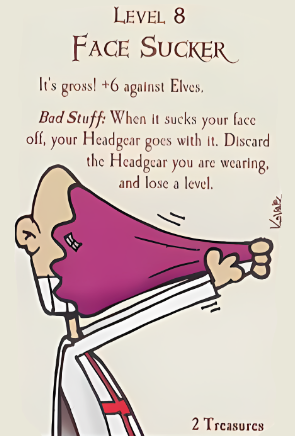 LEVEL 8
FACE SUCKER
It's gross! +6 against Elves.
Bad Stuff: When it sucks your face
off, your Headgear goes with it. Discard
the Headgear you are wearing,
and lose a level.
2 Treasures